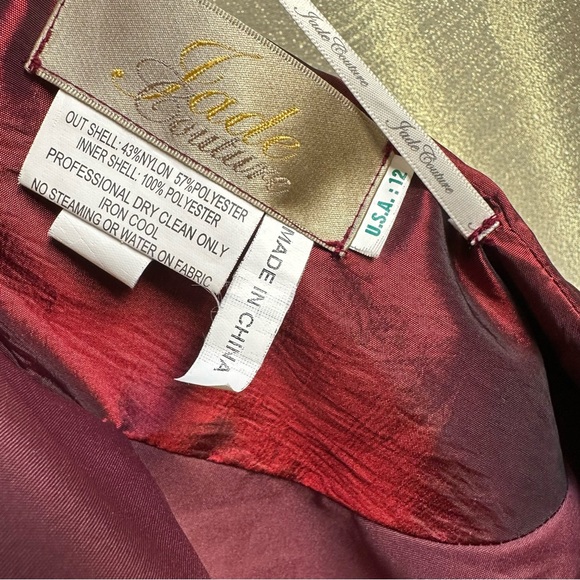 Jade
Couture
Jade Couture
Jade Couture
U.S.A.: 12
OUT SHELL: 43%NYLON 57%POLYESTER
INNER SHELL: 100% POLYESTER
PROFESSIONAL DRY CLEAN ONLY
IRON COOL
NO STEAMING OR WATER ON FABRIC
MADE IN CHINA